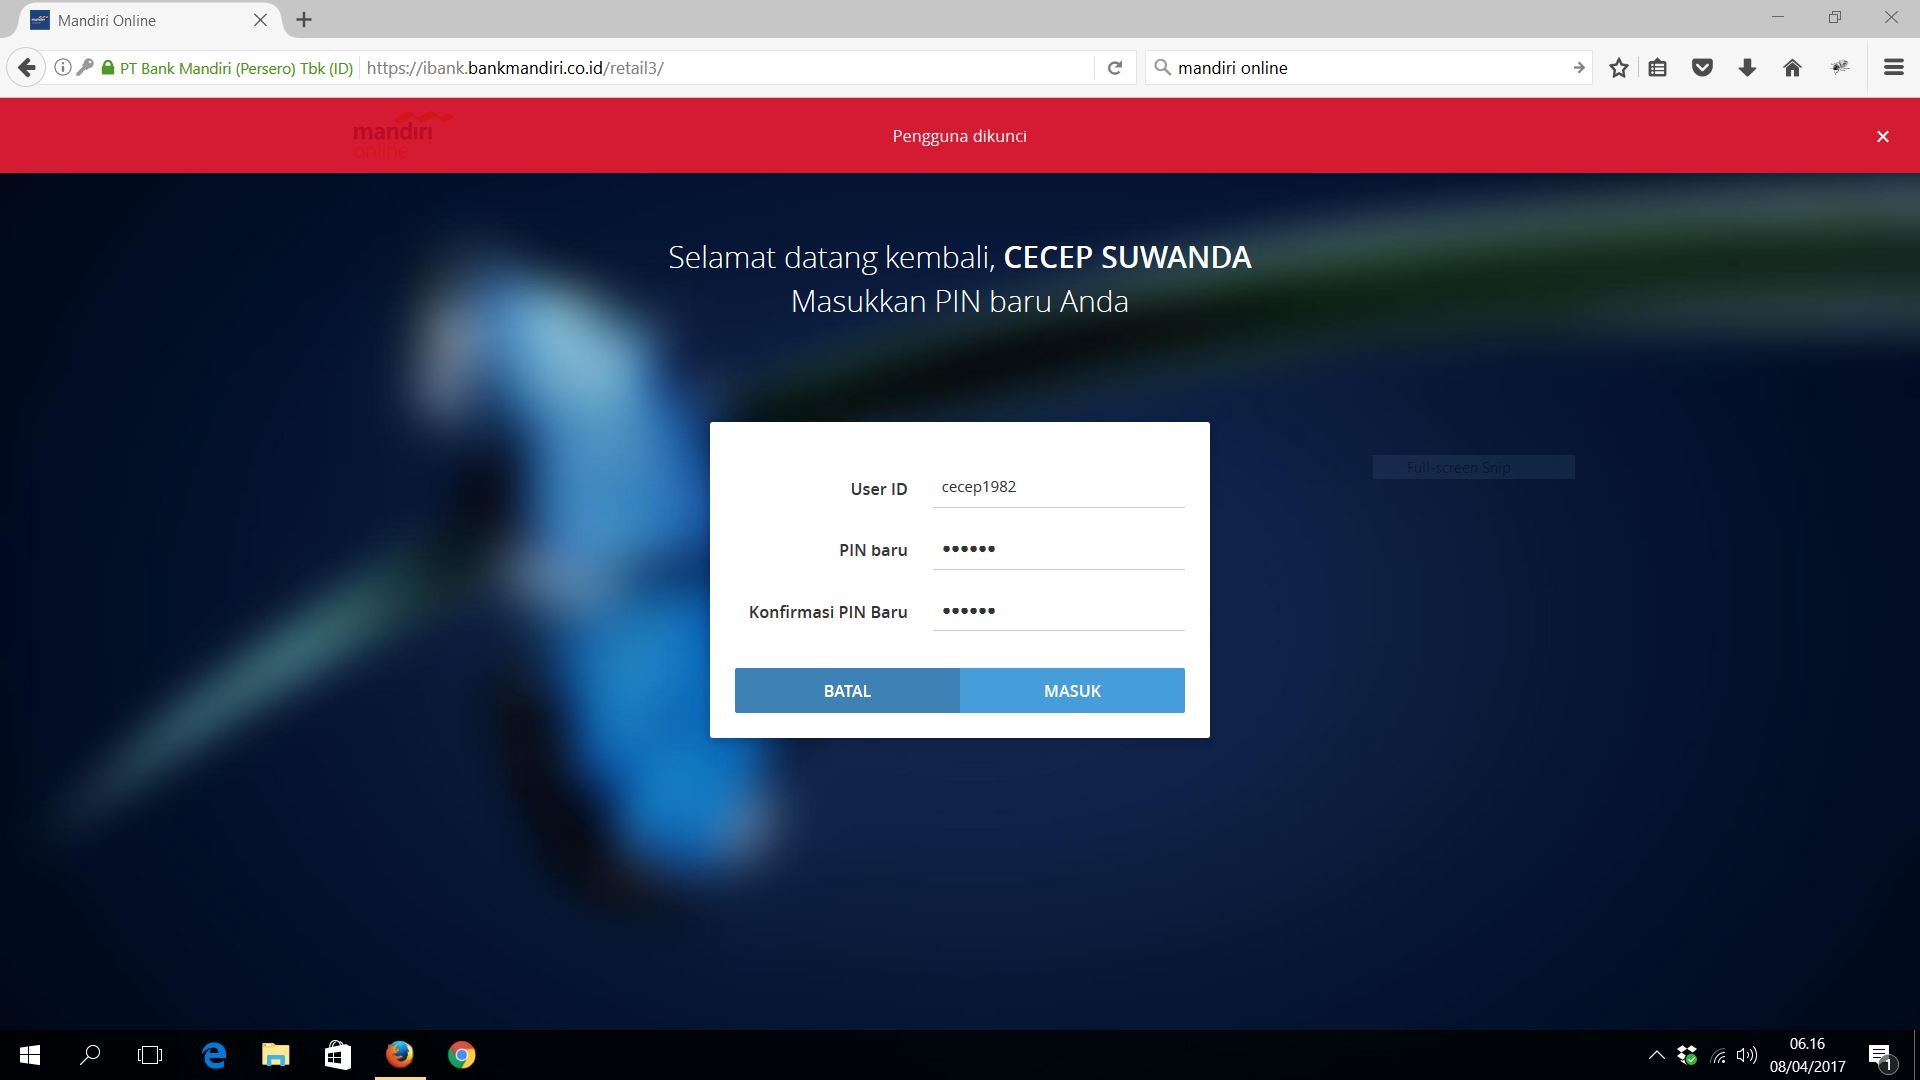 Mandiri Online
PT Bank Mandiri (Persero) Tbk (ID)
https://ibank.bankmandiri.co.id/retail3/
mandiri online
mandiri
online
Pengguna dikunci
Selamat datang kembali, CECEP SUWANDA
Masukkan PIN baru Anda
Full-screen Snip
User ID
cecep1982
PIN baru
••••••
Konfirmasi PIN Baru
••••••
BATAL
MASUK
06.16
08/04/2017
1